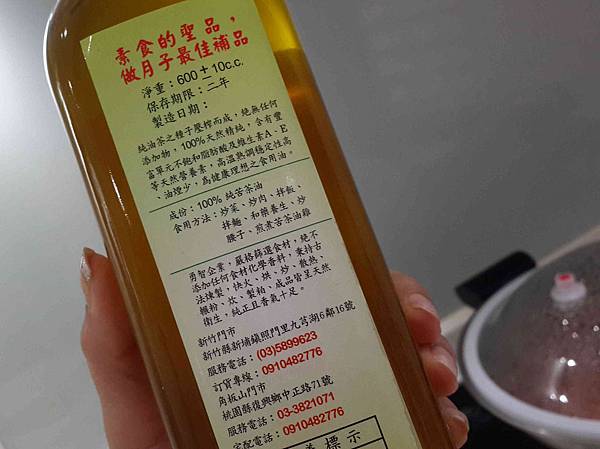 素食的聖品，
做月子最佳補品
淨重：600±10c.c.
保存期限：二年
製造日期：
純油茶之種子壓榨而成，絕無任何
添加物，100%天然精純，含有豐
富單元不飽和脂肪酸及維生素A、E
等天然營養素，高溫熱調穩定性高
、油煙少，為健康理想之食用油。
成份：100% 純苦茶油
食用方法：炒菜、炒肉、拌飯、
拌麵、和藥養生、炒
腰子、煎煮苦茶油雞
勇智企業，嚴格篩選食材，絕不
添加任何食材化學香料，秉持古
法煉製，快火、烘、炒、散熱、
碾粉、炊、製粕，成品皆呈天然
衛生，純正且香氣十足。
新竹門市
新竹縣新埔鎮照門里九芎湖6鄰16號
服務電話：(03)5899623
訂貨專線：0910482776
角板山門市
桃園縣復興鄉中正路71號
服務電話：03-3821071
宅配電話：0910482776
標示